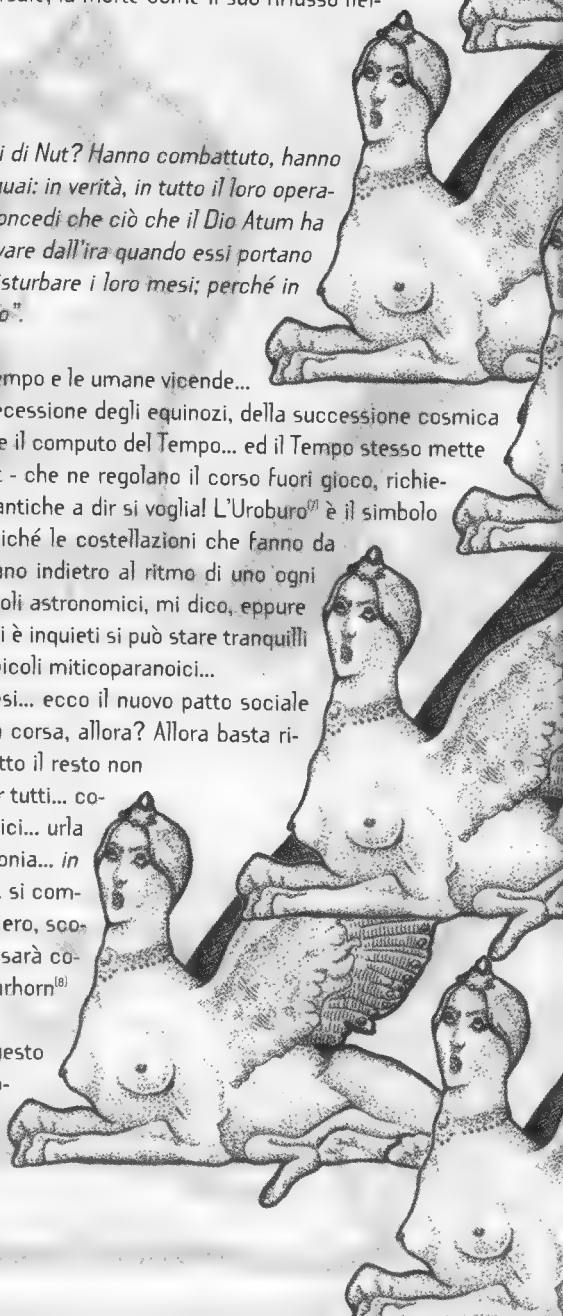 la morte come il suo riflusso nel-
i di Nut? Hanno combattuto, hanno
uai: in verità, in tutto il loro opera-
oncedi che ciò che il Dio Atum ha
vare dall'ira quando essi portano
isturbare i loro mesi; perché in
o”.
empo e le umane vicende...
ecessione degli equinozi, della successione cosmica
e il computo del Tempo... ed il Tempo stesso mette
- che ne regolano il corso fuori gioco, richie-
antiche a dir si voglia! L'Uroburo(7) è il simbolo
iché le costellazioni che fanno da
ano indietro al ritmo di uno ogni
oli astronomici, mi dico, eppure
i è inquieti si può stare tranquilli
icoli miticoparanoici...
esi... ecco il nuovo patto sociale
corsa, allora? Allora basta ri-
tto il resto non
r tutti... co-
ici... urla
onia... in
si com-
ero, sco-
sarà co-
urhorn(8)
esto